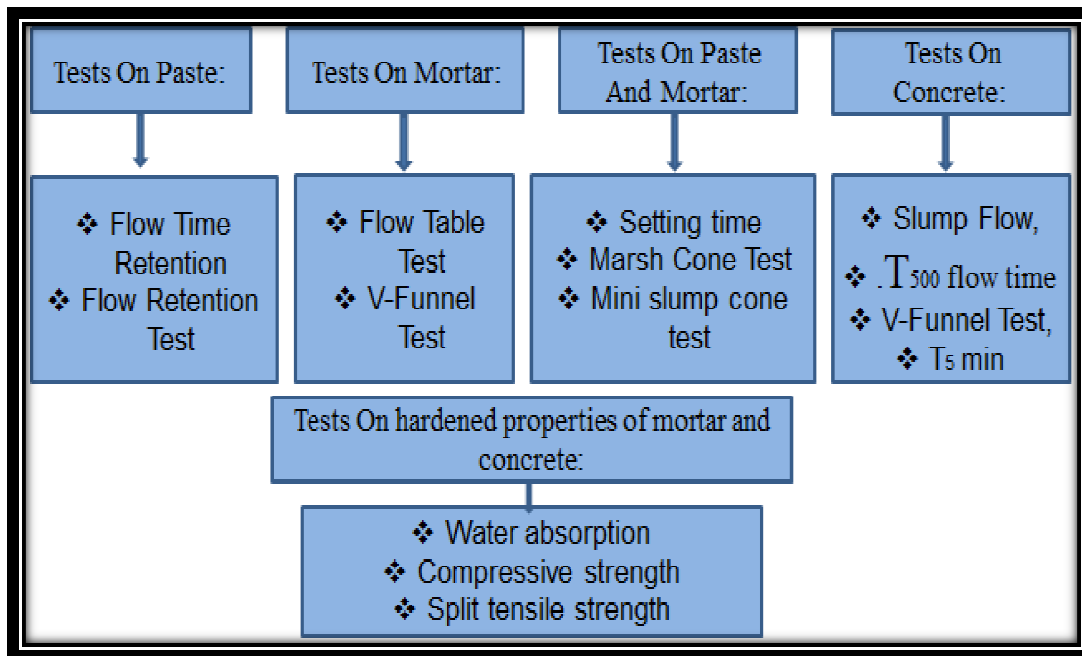 Tests On Paste:
❖ Flow Time
Retention
❖ Flow Retention
Test
Tests On Mortar:
❖ Flow Table
Test
❖ V-Funnel
Test
Tests On Paste
And Mortar:
❖ Setting time
❖ Marsh Cone Test
❖ Mini slump cone
test
Tests On
Concrete:
❖ Slump Flow,
❖ .T500 flow time
❖ V-Funnel Test,
❖ T5 min
Tests On hardened properties of mortar and
concrete:
❖ Water absorption
❖ Compressive strength
❖ Split tensile strength